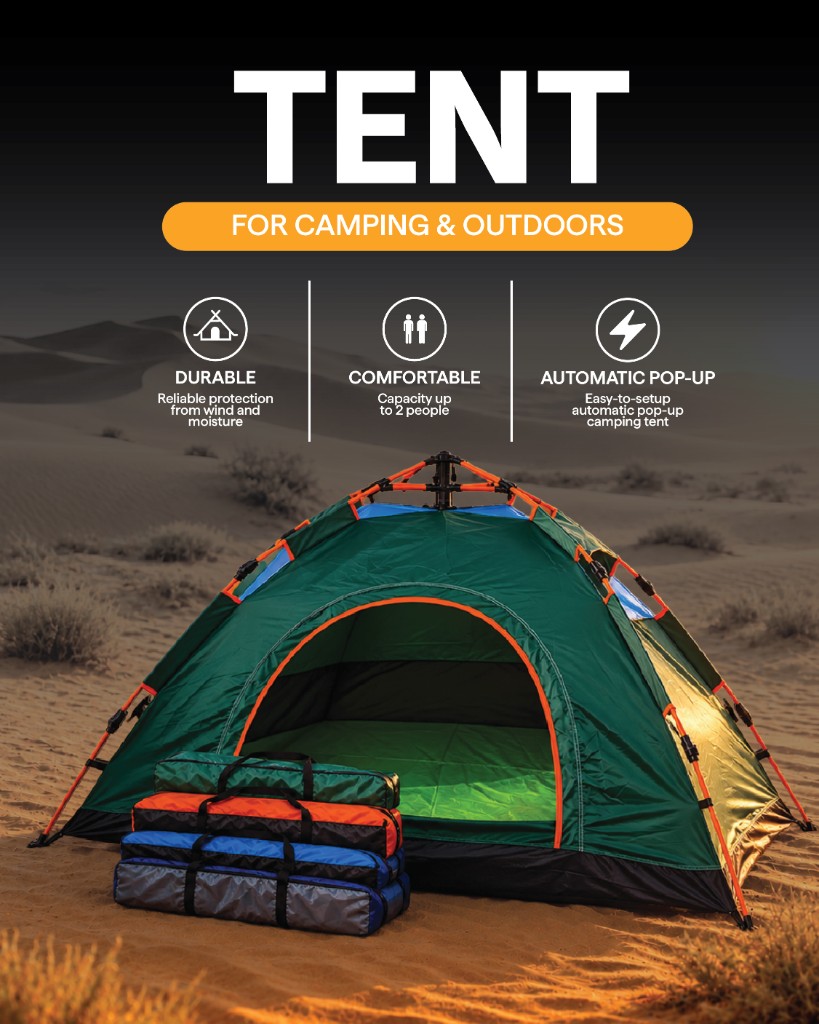 TENT
FOR CAMPING & OUTDOORS
DURABLE
Reliable protection
from wind and
moisture
COMFORTABLE
Capacity up
to 2 people
AUTOMATIC POP-UP
Easy-to-setup
automatic pop-up
camping tent